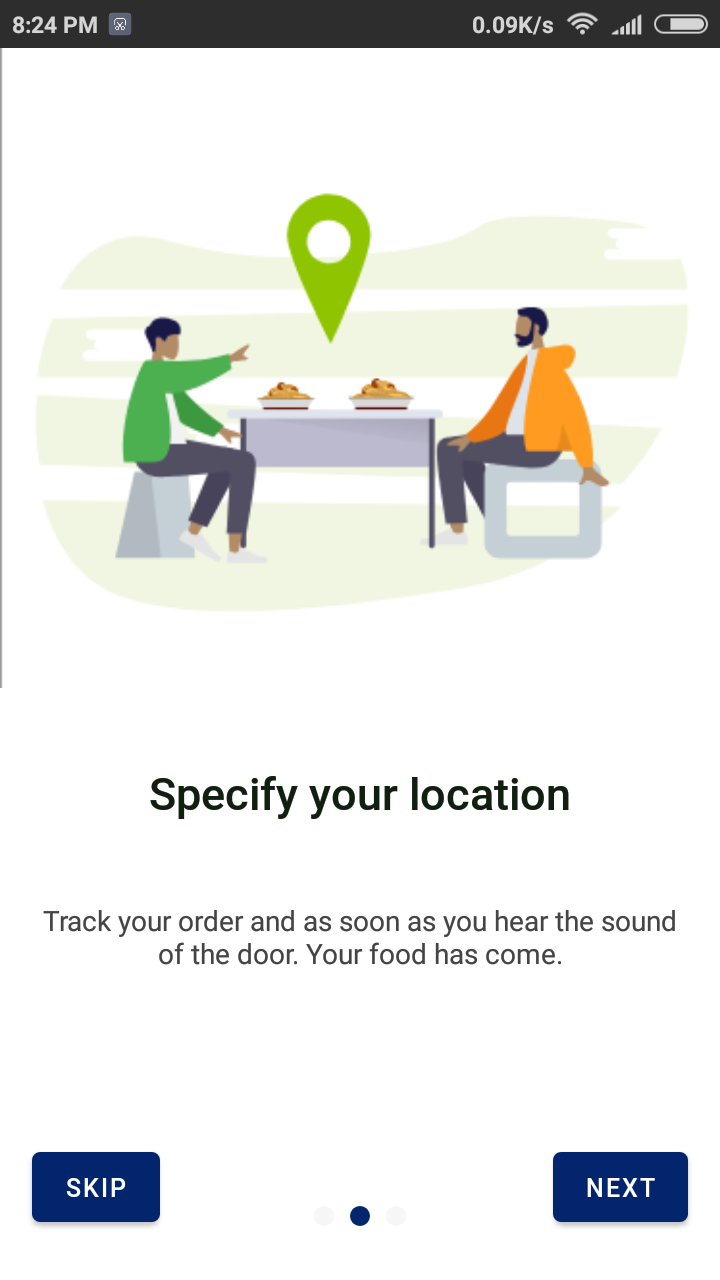 8:24 PM 0.09K/s
Specify your location
Track your order and as soon as you hear the sound
of the door. Your food has come.
SKIP NEXT